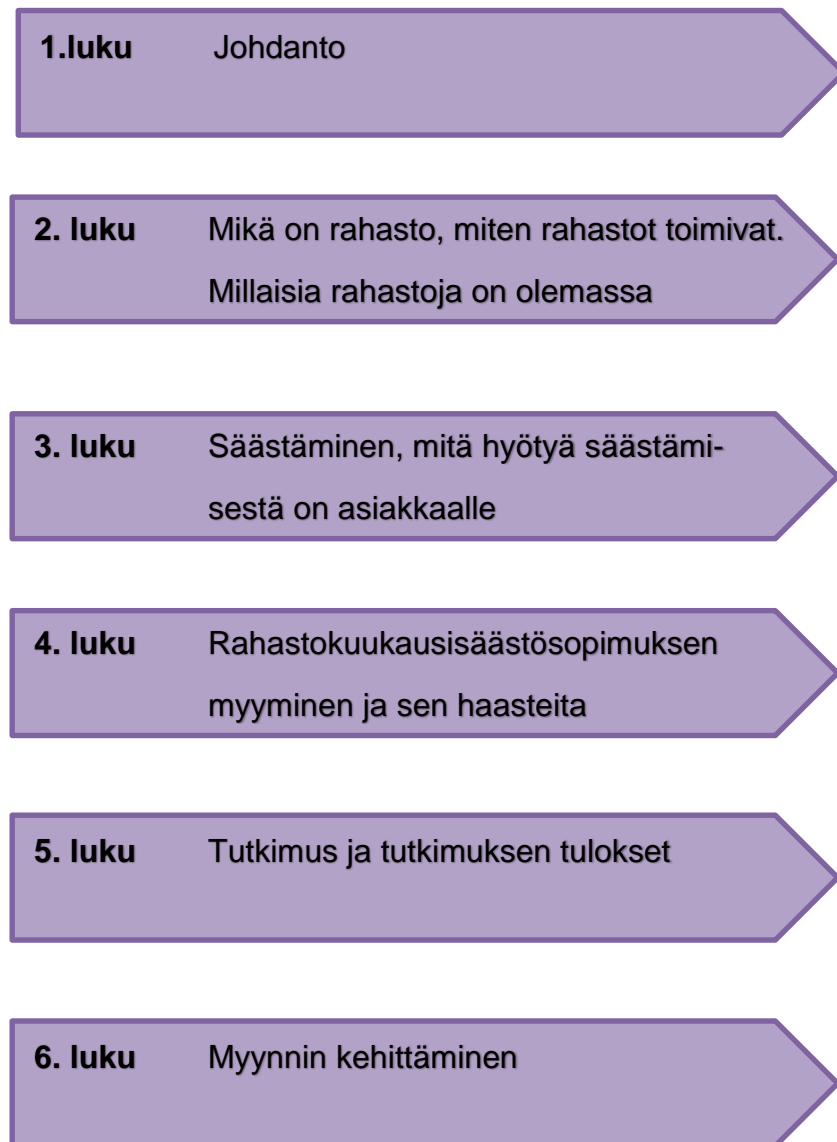 1.luku Johdanto
2. luku Mikä on rahasto, miten rahastot toimivat.
Millaisia rahastoja on olemassa
3. luku Säästäminen, mitä hyötyä säästämi-
sestä on asiakkaalle
4. luku Rahastokuukausisäästösopimuksen
myyminen ja sen haasteita
5. luku Tutkimus ja tutkimuksen tulokset
6. luku Myynnin kehittäminen